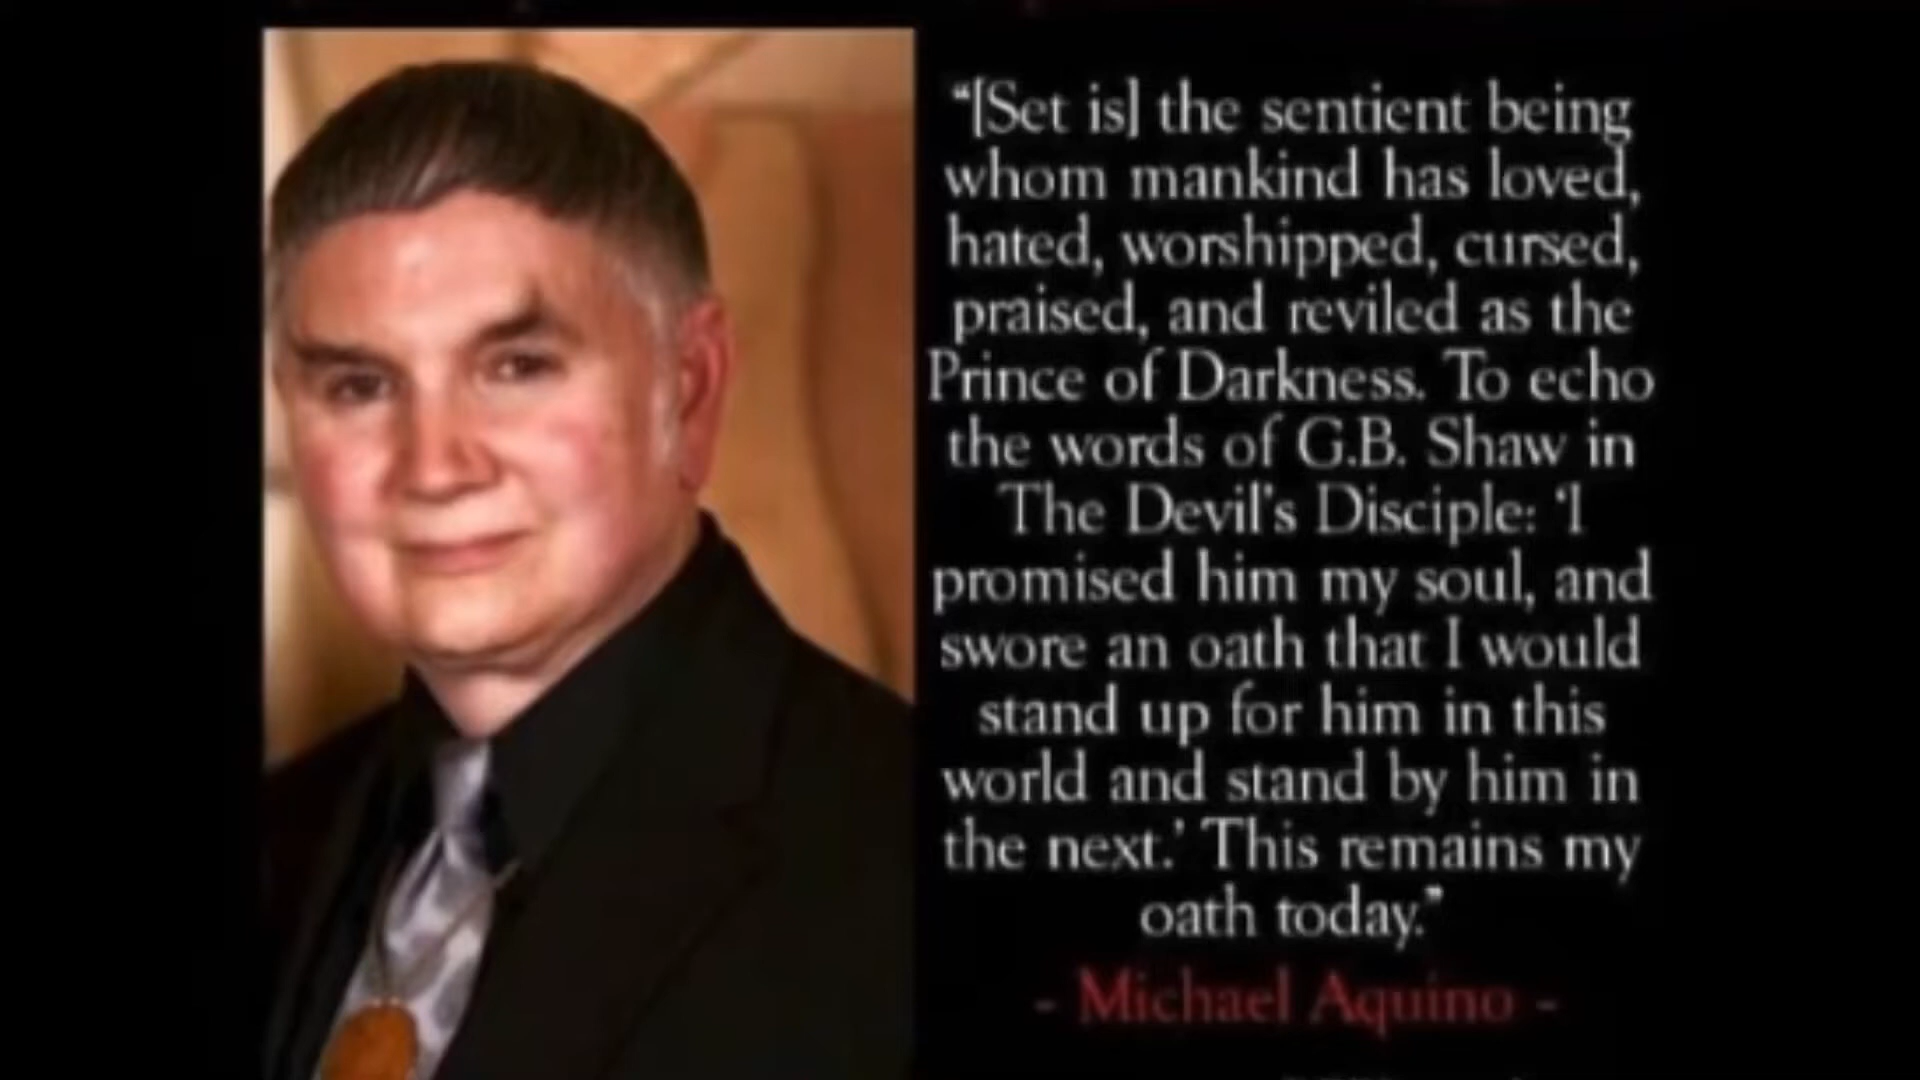 “[Set is] the sentient being
whom mankind has loved,
hated, worshipped, cursed,
praised, and reviled as the
Prince of Darkness. To echo
the words of G.B. Shaw in
The Devil's Disciple: ‘I
promised him my soul, and
swore an oath that I would
stand up for him in this
world and stand by him in
the next.’ This remains my
oath today.”
- Michael Aquino -